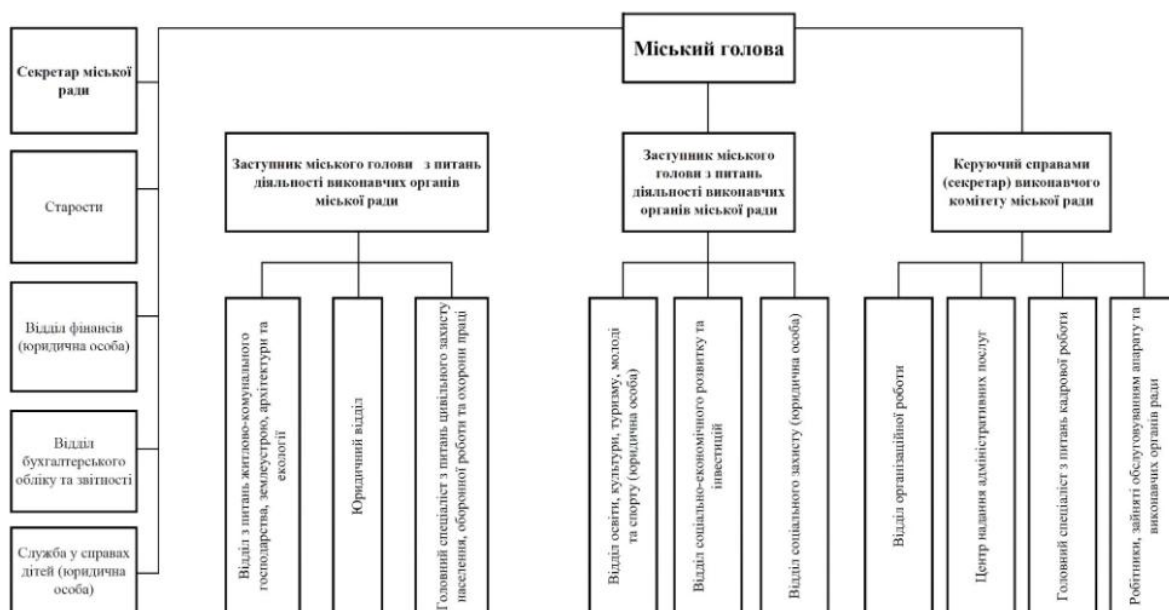 Міський голова
Секретар міської
ради
Старости
Відділ фінансів
(юридична особа)
Відділ
бухгалтерського
обліку та звітності
Служба у справах
дітей (юридична
особа)
Заступник міського голови з питань
діяльності виконавчих органів
міської ради
Відділ з питань житлово-комунального
господарства, землеустрою, архітектури та
екології
Юридичний відділ
Головний спеціаліст з питань цивільного захисту
населення, оборонної роботи та охорони праці
Заступник міського
голови з питань
діяльності виконавчих
органів міської ради
Відділ освіти, культури, туризму, молоді
та спорту (юридична особа)
Відділ соціально-економічного розвитку та
інвестицій
Відділ соціального захисту (юридична особа)
Керуючий справами
(секретар) виконавчого
комітету міської ради
Відділ організаційної роботи
Центр надання адміністративних послуг
Головний спеціаліст з питань кадрової роботи
Робітники, зайняті обслуговуванням апарату та
виконавчих органів ради